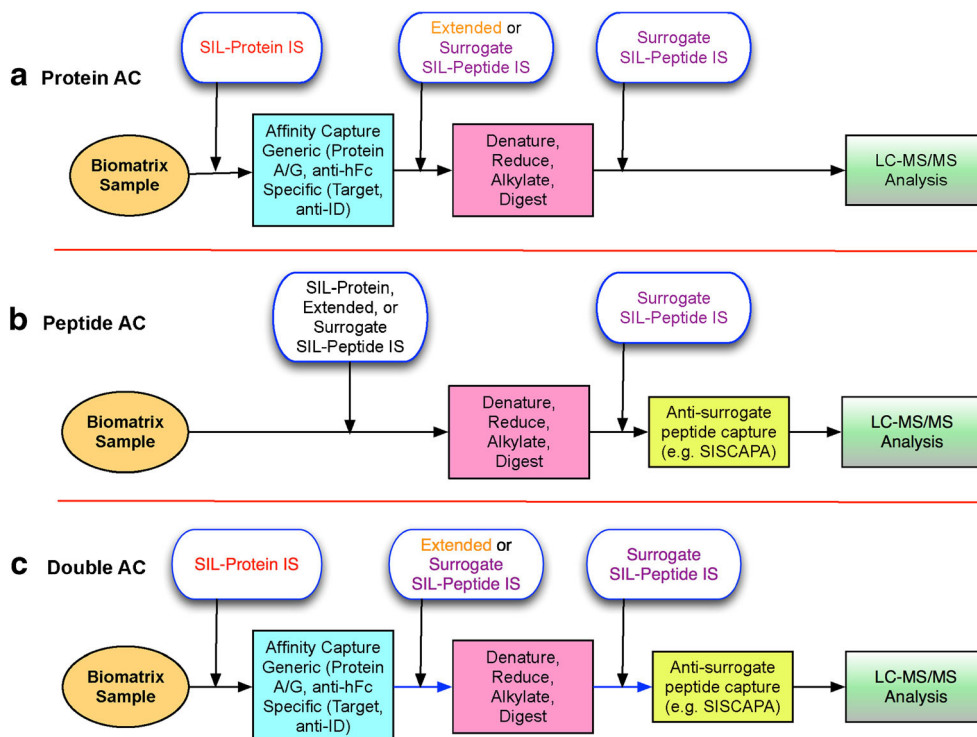 SIL-Protein IS
Extended or
Surrogate
SIL-Peptide IS
Surrogate
SIL-Peptide IS
a Protein AC
Biomatrix
Sample
Affinity Capture
Generic (Protein
A/G, anti-hFc
Specific (Target,
anti-ID)
Denature,
Reduce,
Alkylate,
Digest
LC-MS/MS
Analysis
SIL-Protein,
Extended, or
Surrogate
SIL-Peptide IS
Surrogate
SIL-Peptide IS
b Peptide AC
Biomatrix
Sample
Denature,
Reduce,
Alkylate,
Digest
Anti-surrogate
peptide capture
(e.g. SISCAPA)
LC-MS/MS
Analysis
SIL-Protein IS
Extended or
Surrogate
SIL-Peptide IS
Surrogate
SIL-Peptide IS
c Double AC
Biomatrix
Sample
Affinity Capture
Generic (Protein
A/G, anti-hFc
Specific (Target,
anti-ID)
Denature,
Reduce,
Alkylate,
Digest
Anti-surrogate
peptide capture
(e.g. SISCAPA)
LC-MS/MS
Analysis